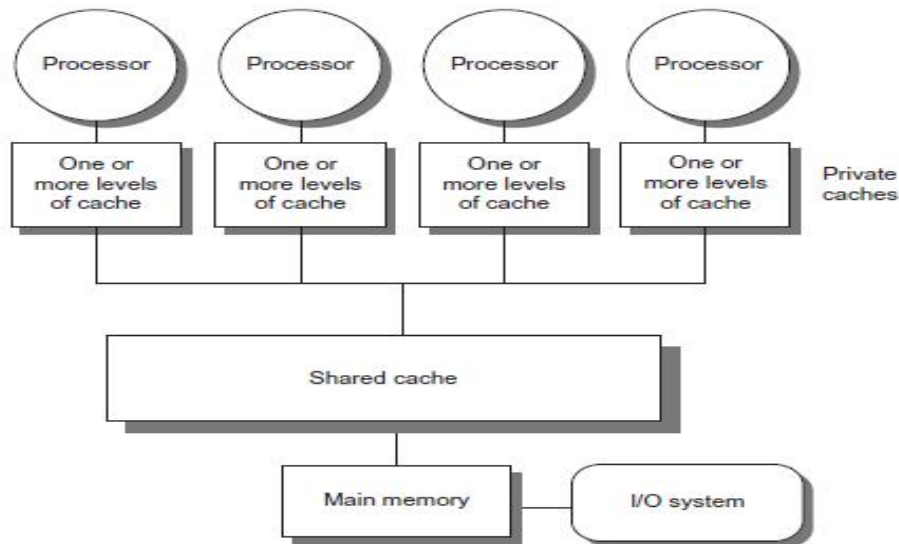 Processor
Processor
Processor
Processor
One or
more levels
of cache
One or
more levels
of cache
One or
more levels
of cache
One or
more levels
of cache
Private
caches
Shared cache
Main memory
I/O system